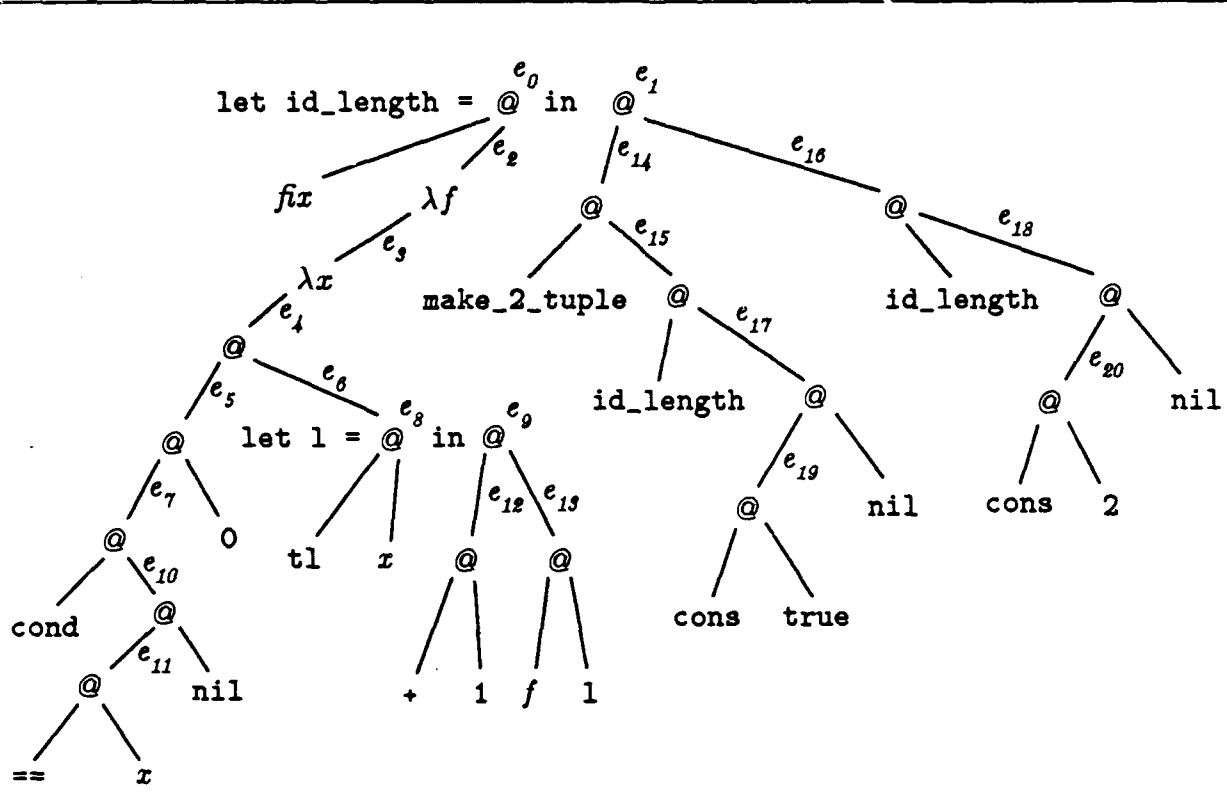 e₀ e₁
let id_length = @ in @
e₂ e₁₄ e₁₆
fix λf @ @
e₃ e₁₅ e₁₈
λx make_2_tuple @ id_length @
e₄ e₁₇
@ e₂₀
e₆ id_length @ @ nil
e₅ e₈ e₉
@ let l = @ in @
e₇ e₁₂ e₁₃ e₁₉
@ 0 tl x @ nil cons 2
e₁₀ @ @
cond @ cons true
e₁₁
@ nil + 1 f l
== x